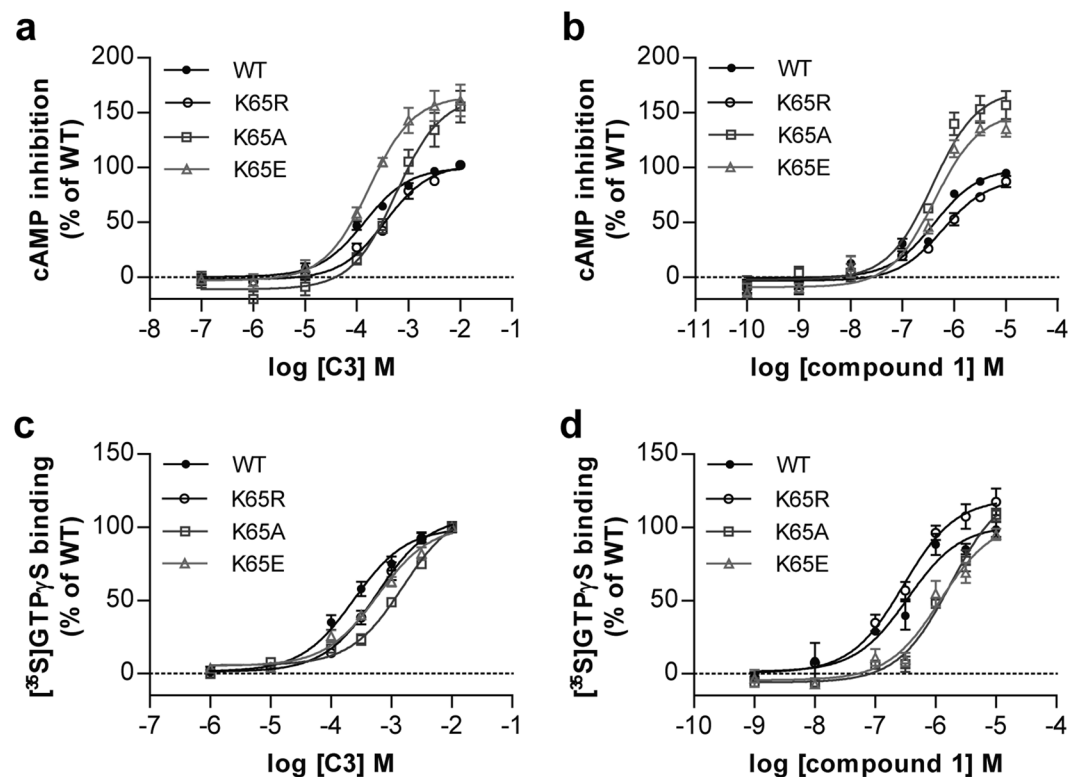 a
cAMP inhibition
(% of WT)
200
150
100
50
0
WT
K65R
K65A
K65E
-8 -7 -6 -5 -4 -3 -2 -1
log [C3] M
b
cAMP inhibition
(% of WT)
200
150
100
50
0
WT
K65R
K65A
K65E
-11 -10 -9 -8 -7 -6 -5 -4
log [compound 1] M
c
[³⁵S]GTPγS binding
(% of WT)
150
100
50
0
WT
K65R
K65A
K65E
-7 -6 -5 -4 -3 -2 -1
log [C3] M
d
[³⁵S]GTPγS binding
(% of WT)
150
100
50
0
WT
K65R
K65A
K65E
-10 -9 -8 -7 -6 -5 -4
log [compound 1] M